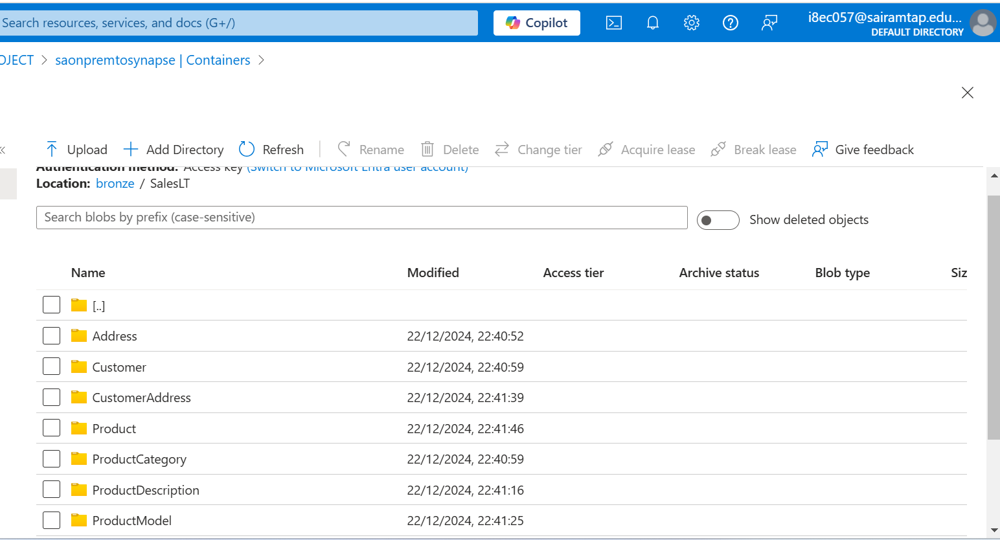 Search resources, services, and docs (G+/)
Copilot
i8ec057@sairamtap.edu...
DEFAULT DIRECTORY
OJECT > saonpremtosynapse | Containers >
Upload
Add Directory
Refresh
Rename
Delete
Change tier
Acquire lease
Break lease
Give feedback
Authentication method: Access key (Switch to Microsoft Entra user account)
Location: bronze / SalesLT
Search blobs by prefix (case-sensitive)
Show deleted objects
Name Modified Access tier Archive status Blob type Siz
[..]
Address 22/12/2024, 22:40:52
Customer 22/12/2024, 22:40:59
CustomerAddress 22/12/2024, 22:41:39
Product 22/12/2024, 22:41:46
ProductCategory 22/12/2024, 22:40:59
ProductDescription 22/12/2024, 22:41:16
ProductModel 22/12/2024, 22:41:25